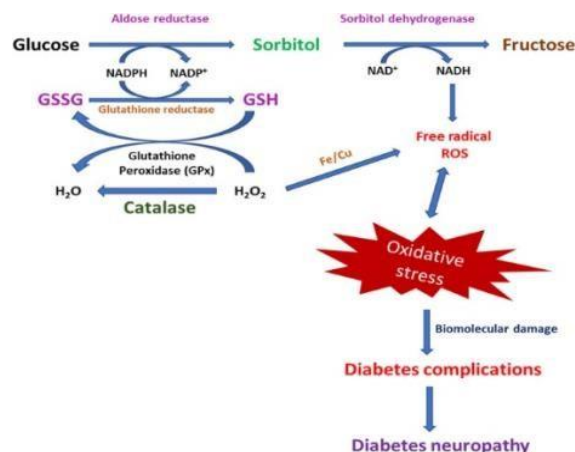 Aldose reductase
Sorbitol dehydrogenase
Glucose
Sorbitol
Fructose
NADPH
NADP⁺
NAD⁺
NADH
GSSG
GSH
Glutathione reductase
Free radical
ROS
Glutathione
Peroxidase (GPx)
Fe/Cu
H₂O
H₂O₂
Catalase
Oxidative
stress
Biomolecular damage
Diabetes complications
Diabetes neuropathy